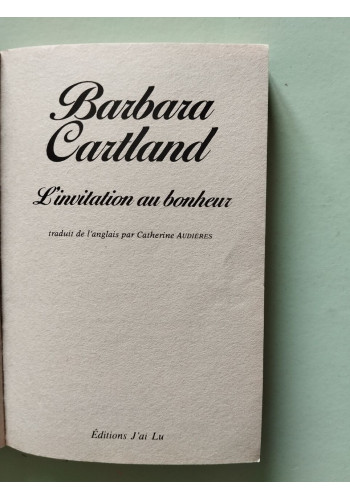 Barbara
Cartland
L'invitation au bonheur
traduit de l'anglais par Catherine AUDIERES
Éditions J'ai Lu